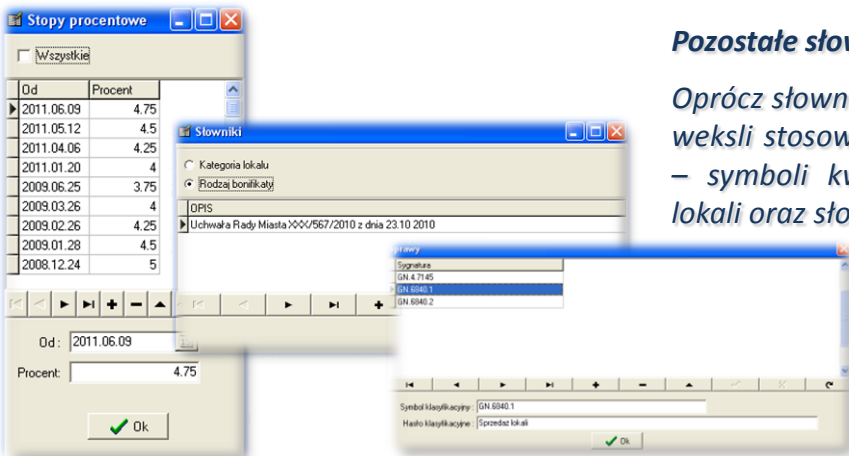 Stopy procentowe
Wszystkie
Od Procent
2011.06.09 4.75
2011.05.12 4.5
2011.04.06 4.25
2011.01.20 4
2009.06.25 3.75
2009.03.26 4
2009.02.26 4.25
2009.01.28 4.5
2008.12.24 5
Od: 2011.06.09
Procent: 4.75
Ok
Słowniki
Kategoria lokalu
Rodzaj bonifikaty
OPIS
Uchwała Rady Miasta XXX/567/2010 z dnia 23.10 2010
Sygnatura
GN.4.7145
GN.6840.1
GN.6840.2
Symbol klasyfikacyjny: GN.6840.1
Hasło klasyfikacyjne: Sprzedaż lokali
Ok
Pozostałe
Oprócz
weksli
– symboli
lokali oraz